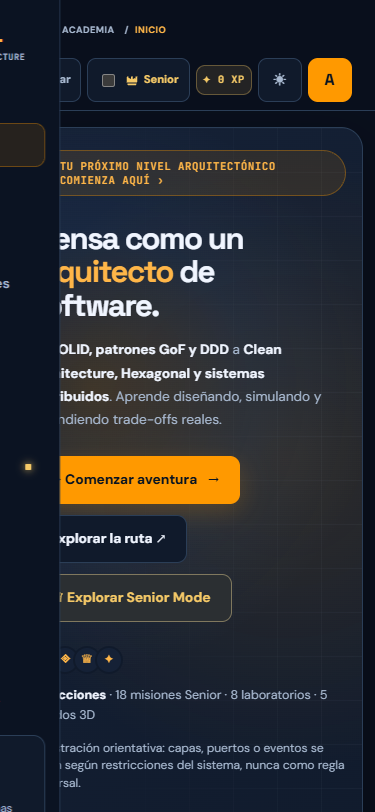 ACADEMIA / INICIO
CTURE
Senior
✦ 0 XP
A
TU PRÓXIMO NIVEL ARQUITECTÓNICO
COMIENZA AQUÍ ›
ensa como un
quitecto de
oftware.
OLID, patrones GoF y DDD a Clean
itecture, Hexagonal y sistemas
ibuidos. Aprende diseñando, simulando y
ndiendo trade-offs reales.
Comenzar aventura →
xplorar la ruta ↗
Explorar Senior Mode
cciones · 18 misiones Senior · 8 laboratorios · 5
dos 3D
tración orientativa: capas, puertos o eventos se
según restricciones del sistema, nunca como regla
rsal.